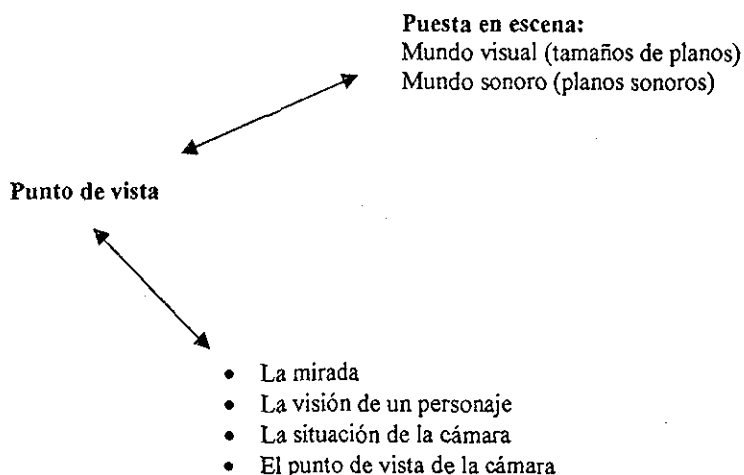 Puesta en escena:
Mundo visual (tamaños de planos)
Mundo sonoro (planos sonoros)
Punto de vista
• La mirada
• La visión de un personaje
• La situación de la cámara
• El punto de vista de la cámara